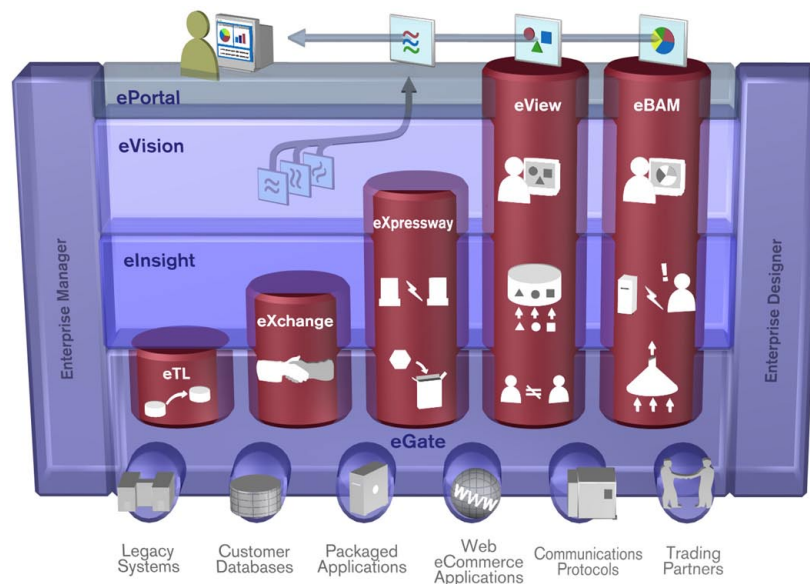 ePortal
eView
eBAM
eVision
eXpressway
eInsight
eXchange
eTL
eGate
Enterprise Manager
Enterprise Designer
WWW
Legacy
Systems
Customer
Databases
Packaged
Applications
Web
eCommerce
Applications
Communications
Protocols
Trading
Partners